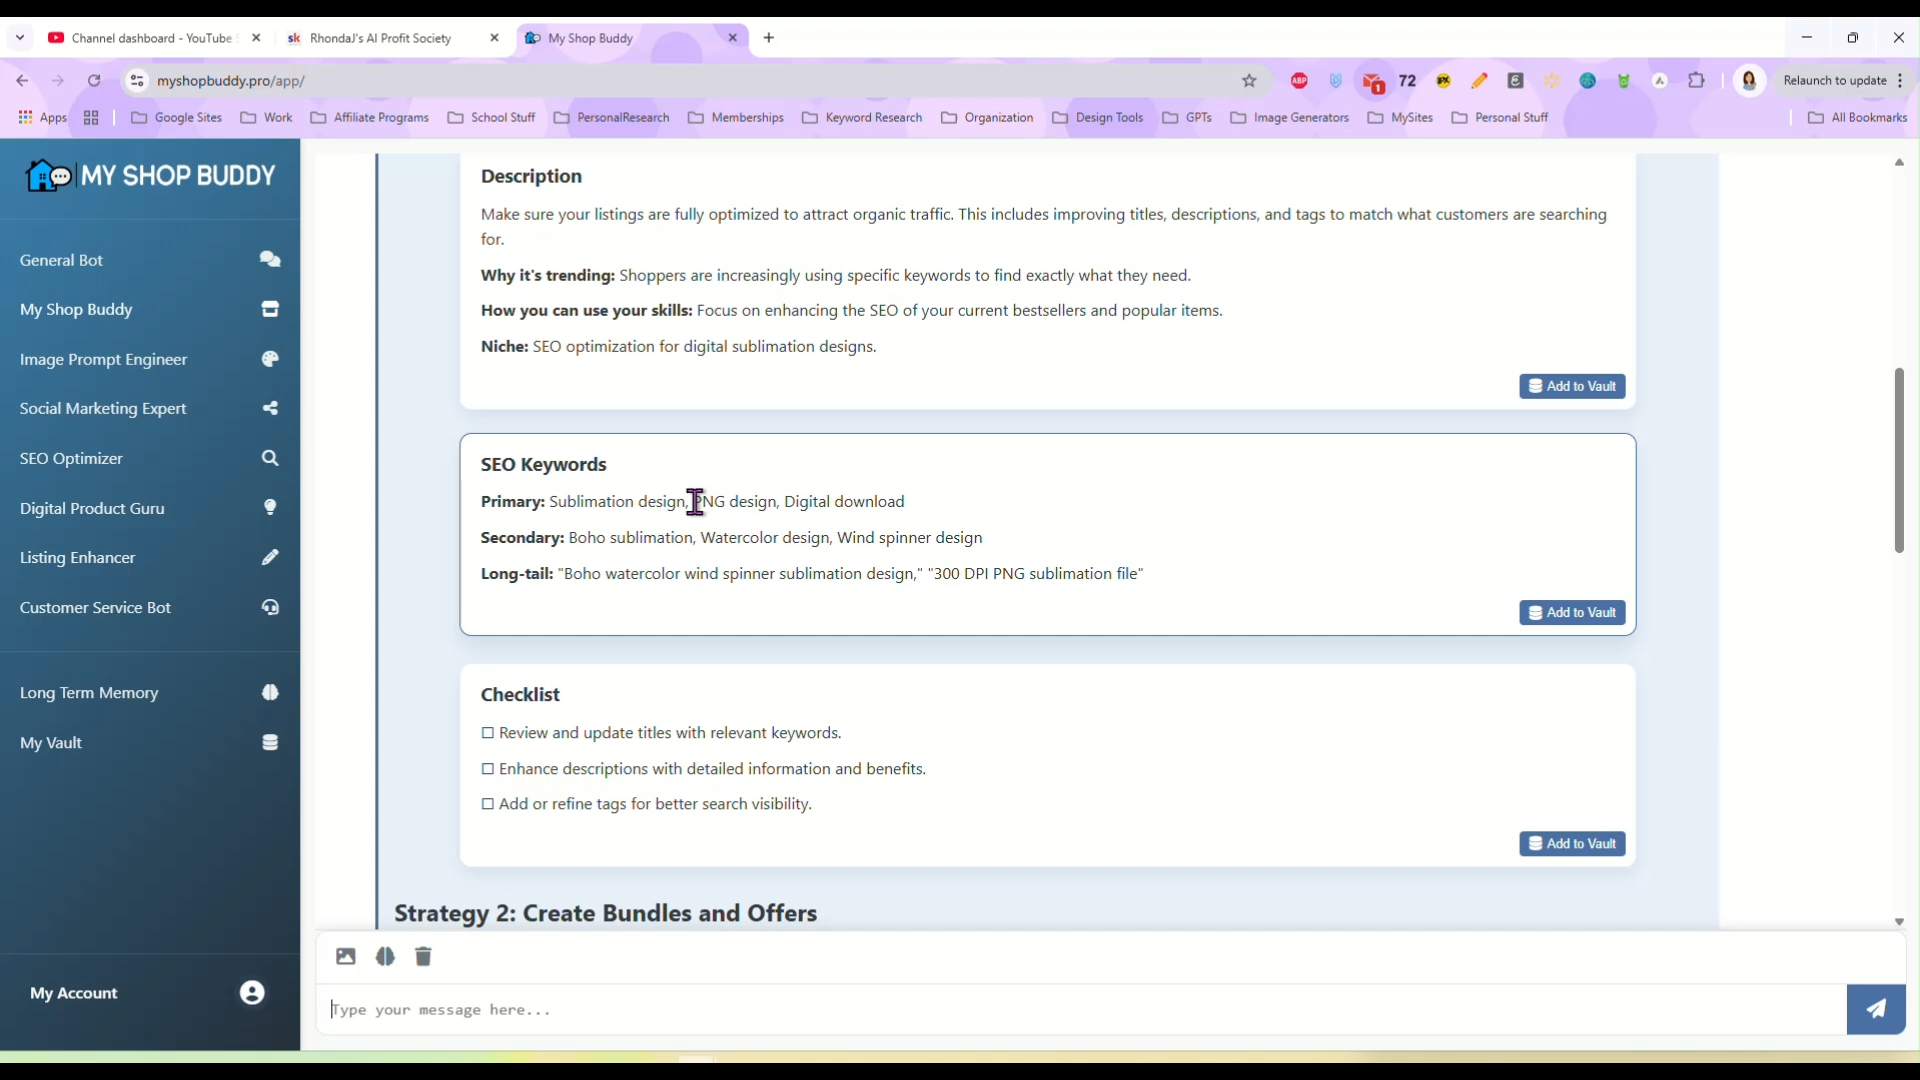 Channel dashboard - YouTube
RhondaJ's AI Profit Society
My Shop Buddy
myshopbuddy.pro/app/
ABP
1
72
Relaunch to update
Apps
Google Sites
Work
Affiliate Programs
School Stuff
PersonalResearch
Memberships
Keyword Research
Organization
Design Tools
GPTs
Image Generators
MySites
Personal Stuff
All Bookmarks
MY SHOP BUDDY
General Bot
My Shop Buddy
Image Prompt Engineer
Social Marketing Expert
SEO Optimizer
Digital Product Guru
Listing Enhancer
Customer Service Bot
Long Term Memory
My Vault
My Account
Description
Make sure your listings are fully optimized to attract organic traffic. This includes improving titles, descriptions, and tags to match what customers are searching
for.
Why it's trending: Shoppers are increasingly using specific keywords to find exactly what they need.
How you can use your skills: Focus on enhancing the SEO of your current bestsellers and popular items.
Niche: SEO optimization for digital sublimation designs.
Add to Vault
SEO Keywords
Primary: Sublimation design, PNG design, Digital download
Secondary: Boho sublimation, Watercolor design, Wind spinner design
Long-tail: "Boho watercolor wind spinner sublimation design," "300 DPI PNG sublimation file"
Add to Vault
Checklist
☐ Review and update titles with relevant keywords.
☐ Enhance descriptions with detailed information and benefits.
☐ Add or refine tags for better search visibility.
Add to Vault
Strategy 2: Create Bundles and Offers
Type your message here...